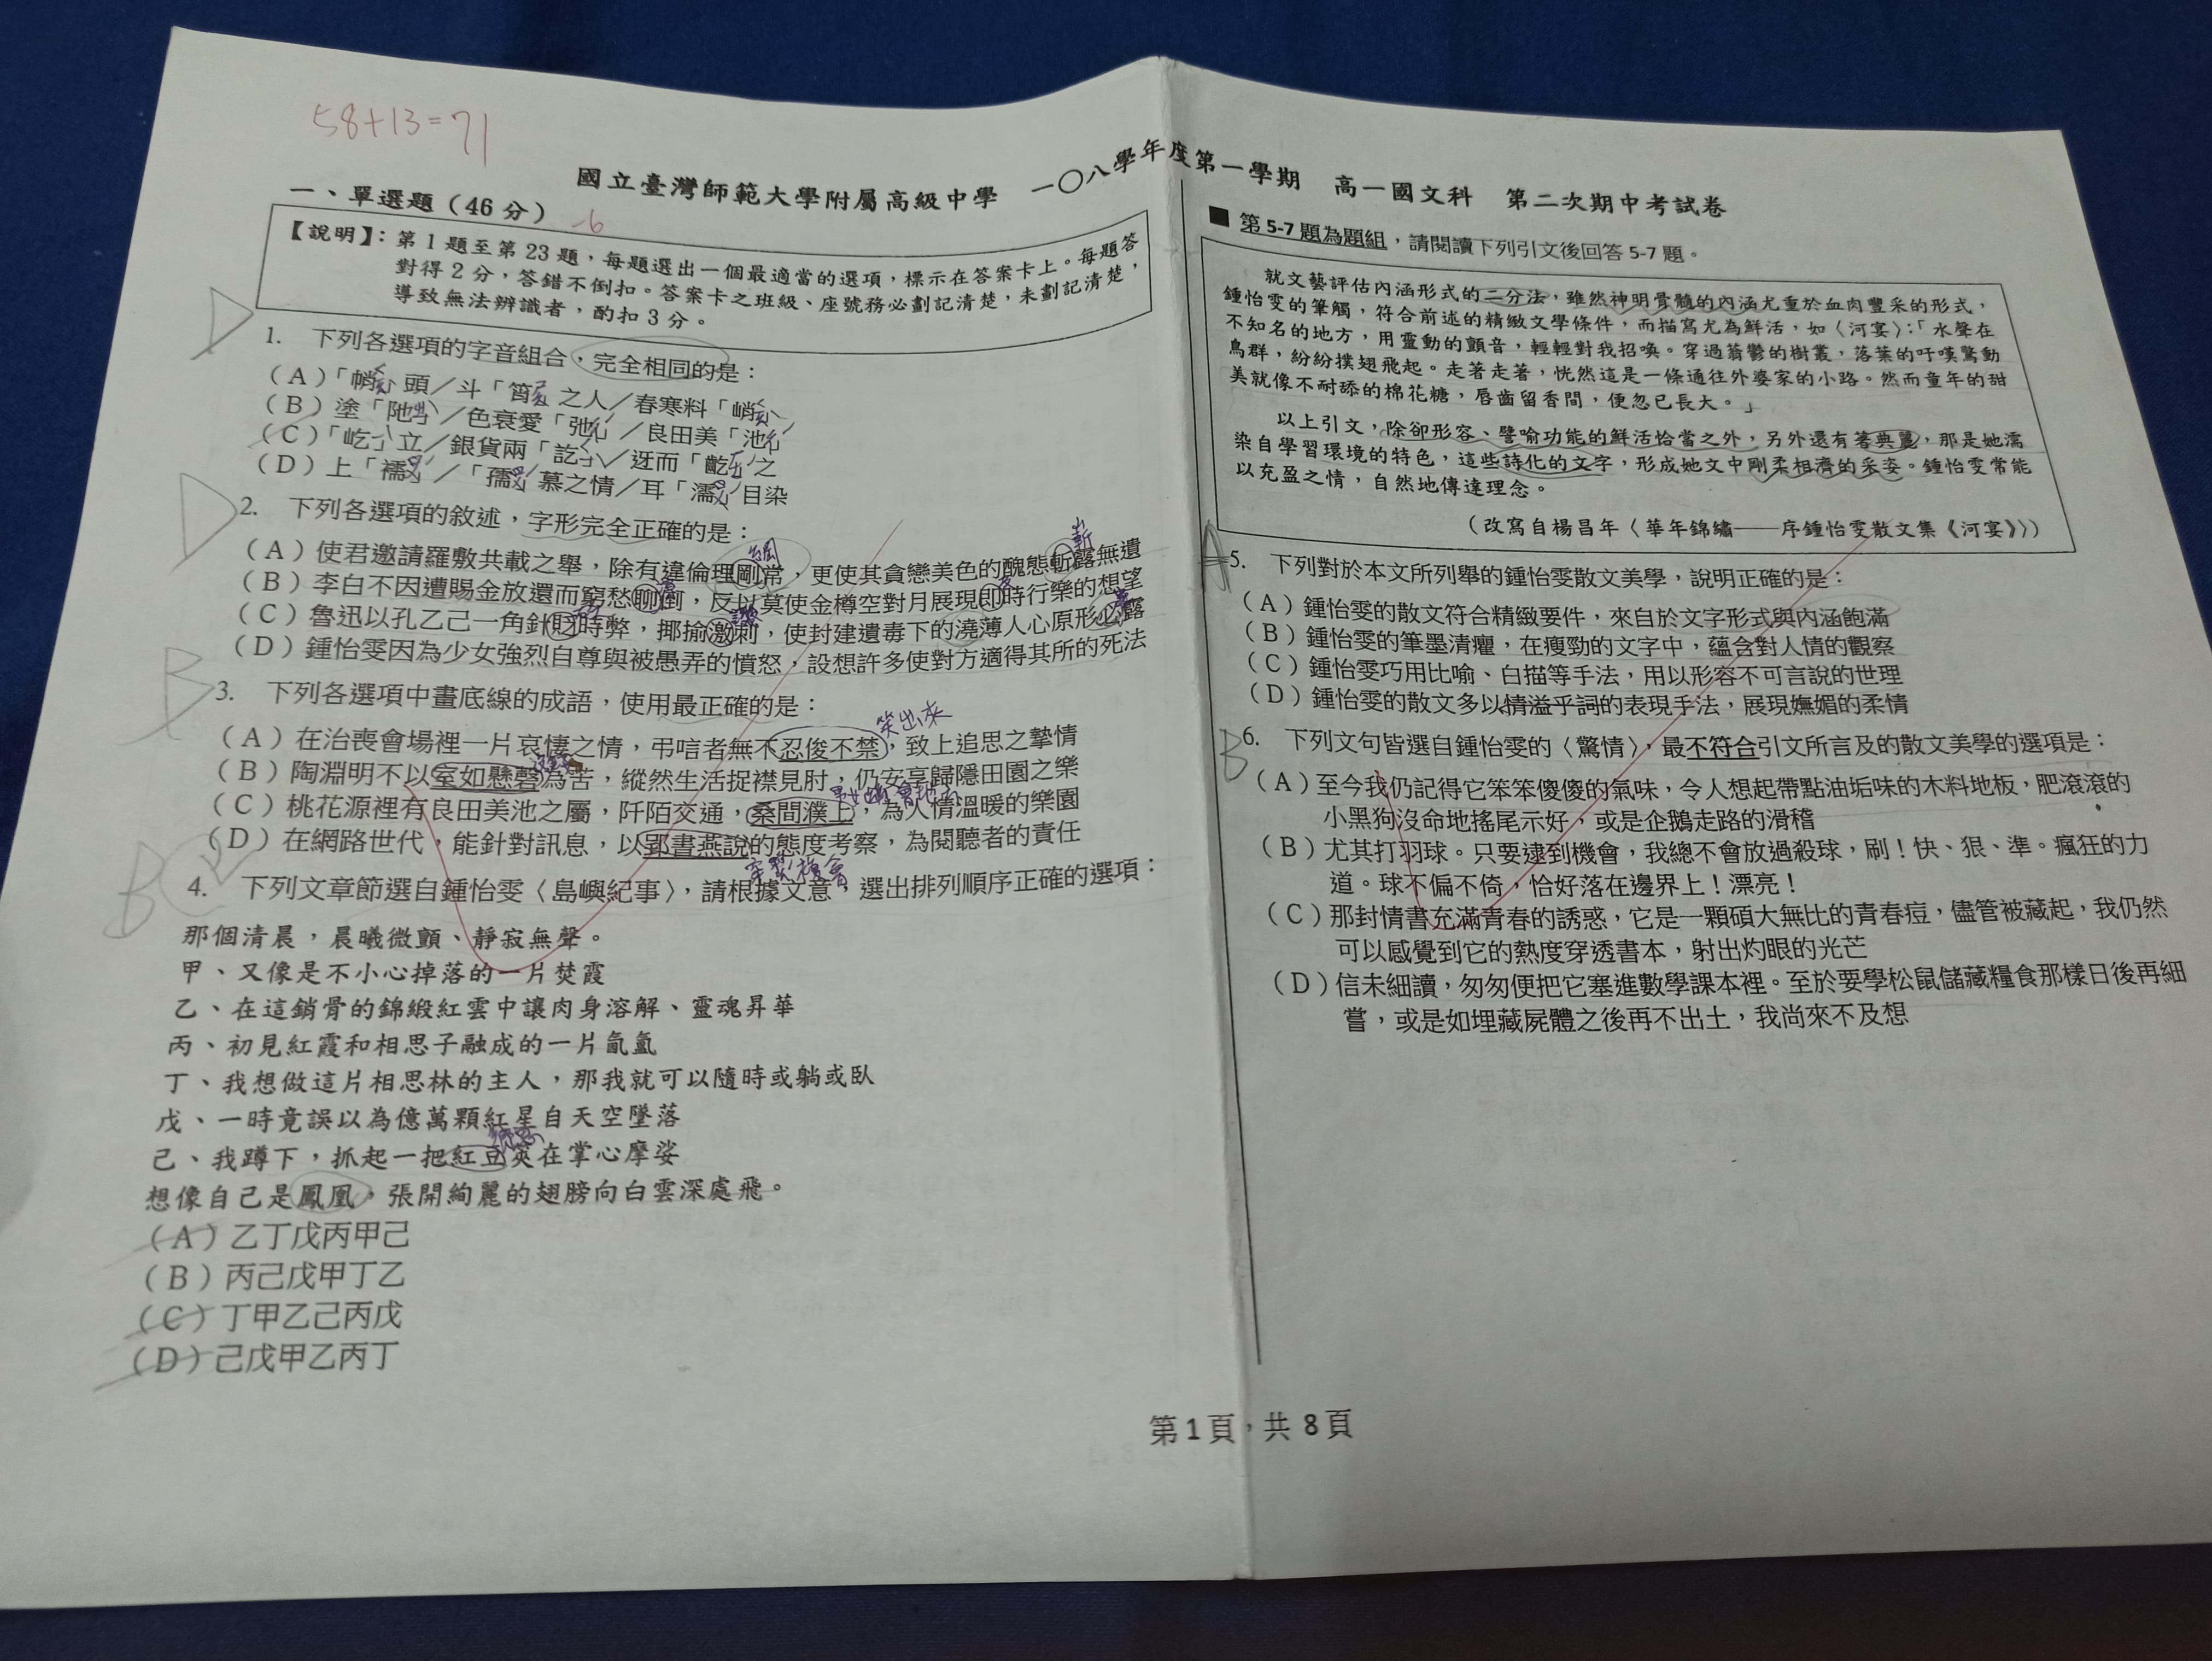 58+13=71
國立臺灣師範大學附屬高級中學 一〇八學年度第一學期 高一國文科 第二次期中考試卷
一、單選題（46 分）
-6
【說明】：第 1 題至第 23 題，每題選出一個最適當的選項，標示在答案卡上。每題答
對得 2 分，答錯不倒扣。答案卡之班級、座號務必劃記清楚，未劃記清楚，
導致無法辨識者，酌扣 3 分。
D
1. 下列各選項的字音組合，完全相同的是：
（A）「帩」頭／斗「筲」之人／春寒料「峭」
（B）塗「阤」／色衰愛「弛」／良田美「池」
（C）「屹」立／銀貨兩「訖」／迓而「齕」之
（D）上「襦」／「孺」慕之情／耳「濡」目染
D
2. 下列各選項的敘述，字形完全正確的是：
（A）使君邀請羅敷共載之舉，除有違倫理剛常，更使其貪戀美色的醜態斬露無遺
綱
嶄
（B）李白不因遭賜金放還而窮愁聊倒，反以莫使金樽空對月展現即時行樂的想望
（C）魯迅以孔乙己一角針貶時弊，揶揄激刺，使封建遺毒下的澆薄人心原形必露
（D）鍾怡雯因為少女強烈自尊與被愚弄的憤怒，設想許多使對方適得其所的死法
B
3. 下列各選項中畫底線的成語，使用最正確的是：
（A）在治喪會場裡一片哀悽之情，弔唁者無不忍俊不禁，致上追思之摯情
笑出來
（B）陶淵明不以室如懸磬為苦，縱然生活捉襟見肘，仍安享歸隱田園之樂
（C）桃花源裡有良田美池之屬，阡陌交通，桑間濮上，為人情溫暖的樂園
（D）在網路世代，能針對訊息，以郢書燕說的態度考察，為閱聽者的責任
B
4. 下列文章節選自鍾怡雯〈島嶼紀事〉，請根據文意，選出排列順序正確的選項：
那個清晨，晨曦微顫、靜寂無聲。
甲、又像是不小心掉落的一片焚霞
乙、在這銷骨的錦緞紅雲中讓肉身溶解、靈魂昇華
丙、初見紅霞和相思子融成的一片氤氳
丁、我想做這片相思林的主人，那我就可以隨時或躺或臥
戊、一時竟誤以為億萬顆紅星自天空墜落
己、我蹲下，抓起一把紅豆莢在掌心摩娑
想像自己是鳳凰，張開絢麗的翅膀向白雲深處飛。
（A）乙丁戊丙甲己
（B）丙己戊甲丁乙
（C）丁甲乙己丙戊
（D）己戊甲乙丙丁
■ 第 5-7 題為題組，請閱讀下列引文後回答 5-7 題。
就文藝評估內涵形式的二分法，雖然神明骨髓的內涵尤重於血肉豐采的形式，
鍾怡雯的筆觸，符合前述的精緻文學條件，而描寫尤為鮮活，如〈河宴〉：「水聲在
不知名的地方，用靈動的顫音，輕輕對我招喚。穿過蓊鬱的樹叢，落葉的吁嘆驚動
鳥群，紛紛撲翅飛起。走著走著，恍然這是一條通往外婆家的小路。然而童年的甜
美就像不耐舔的棉花糖，唇齒留香間，便忽已長大。」
以上引文，除卻形容、譬喻功能的鮮活恰當之外，另外還有著典麗，那是她濡
染自學習環境的特色，這些詩化的文字，形成她文中剛柔相濟的采姿。鍾怡雯常能
以充盈之情，自然地傳達理念。
（改寫自楊昌年〈華年錦繡——序鍾怡雯散文集《河宴》〉）
A
5. 下列對於本文所列舉的鍾怡雯散文美學，說明正確的是：
（A）鍾怡雯的散文符合精緻要件，來自於文字形式與內涵飽滿
（B）鍾怡雯的筆墨清癯，在瘦勁的文字中，蘊含對人情的觀察
（C）鍾怡雯巧用比喻、白描等手法，用以形容不可言說的世理
（D）鍾怡雯的散文多以情溢乎詞的表現手法，展現嫵媚的柔情
B
6. 下列文句皆選自鍾怡雯的〈驚情〉，最不符合引文所言及的散文美學的選項是：
（A）至今我仍記得它笨笨傻傻的氣味，令人想起帶點油垢味的木料地板，肥滾滾的
小黑狗沒命地搖尾示好，或是企鵝走路的滑稽
（B）尤其打羽球。只要逮到機會，我總不會放過殺球，刷！快、狠、準。瘋狂的力
道。球不偏不倚，恰好落在邊界上！漂亮！
（C）那封情書充滿青春的誘惑，它是一顆碩大無比的青春痘，儘管被藏起，我仍然
可以感覺到它的熱度穿透書本，射出灼眼的光芒
（D）信未細讀，匆匆便把它塞進數學課本裡。至於要學松鼠儲藏糧食那樣日後再細
嘗，或是如埋藏屍體之後再不出土，我尚來不及想
第 1 頁，共 8 頁